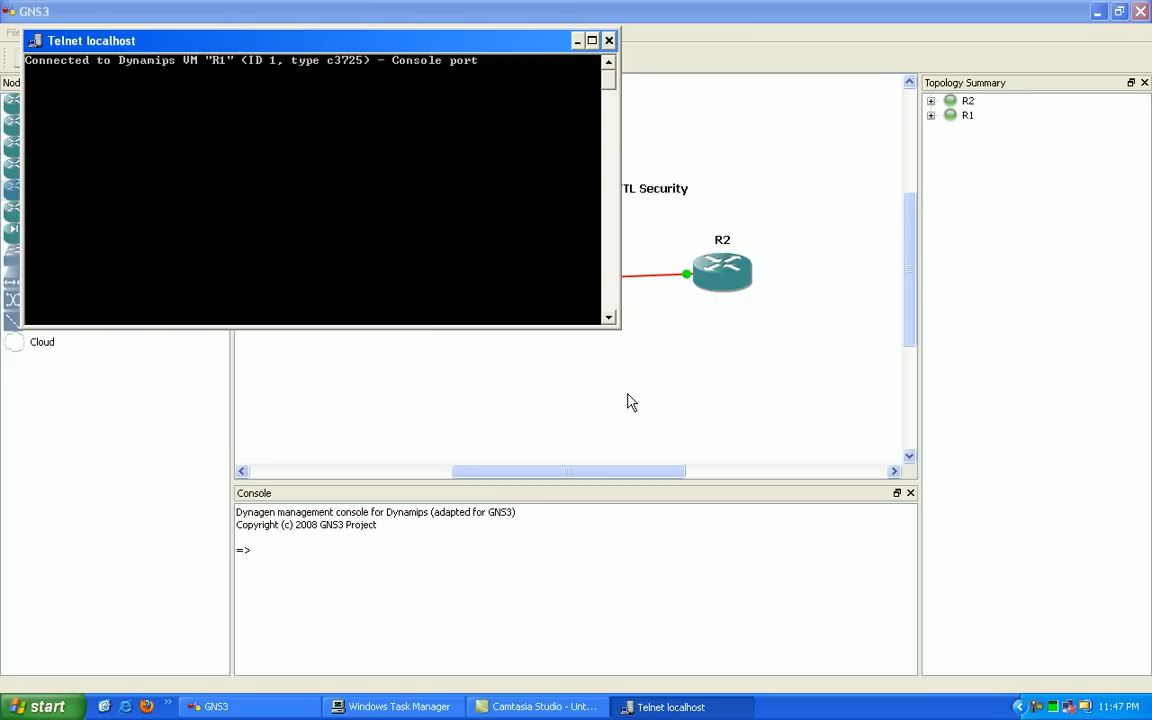 GNS3
Fil
Telnet localhost
Connected to Dynamips VM "R1" (ID 1, type c3725) - Console port
Nod
Topology Summary
R2
R1
TL Security
R2
Cloud
Console
Dynagen management console for Dynamips (adapted for GNS3)
Copyright (c) 2008 GNS3 Project
=>
start
»
GNS3
Windows Task Manager
Camtasia Studio - Unt...
Telnet localhost
11:47 PM